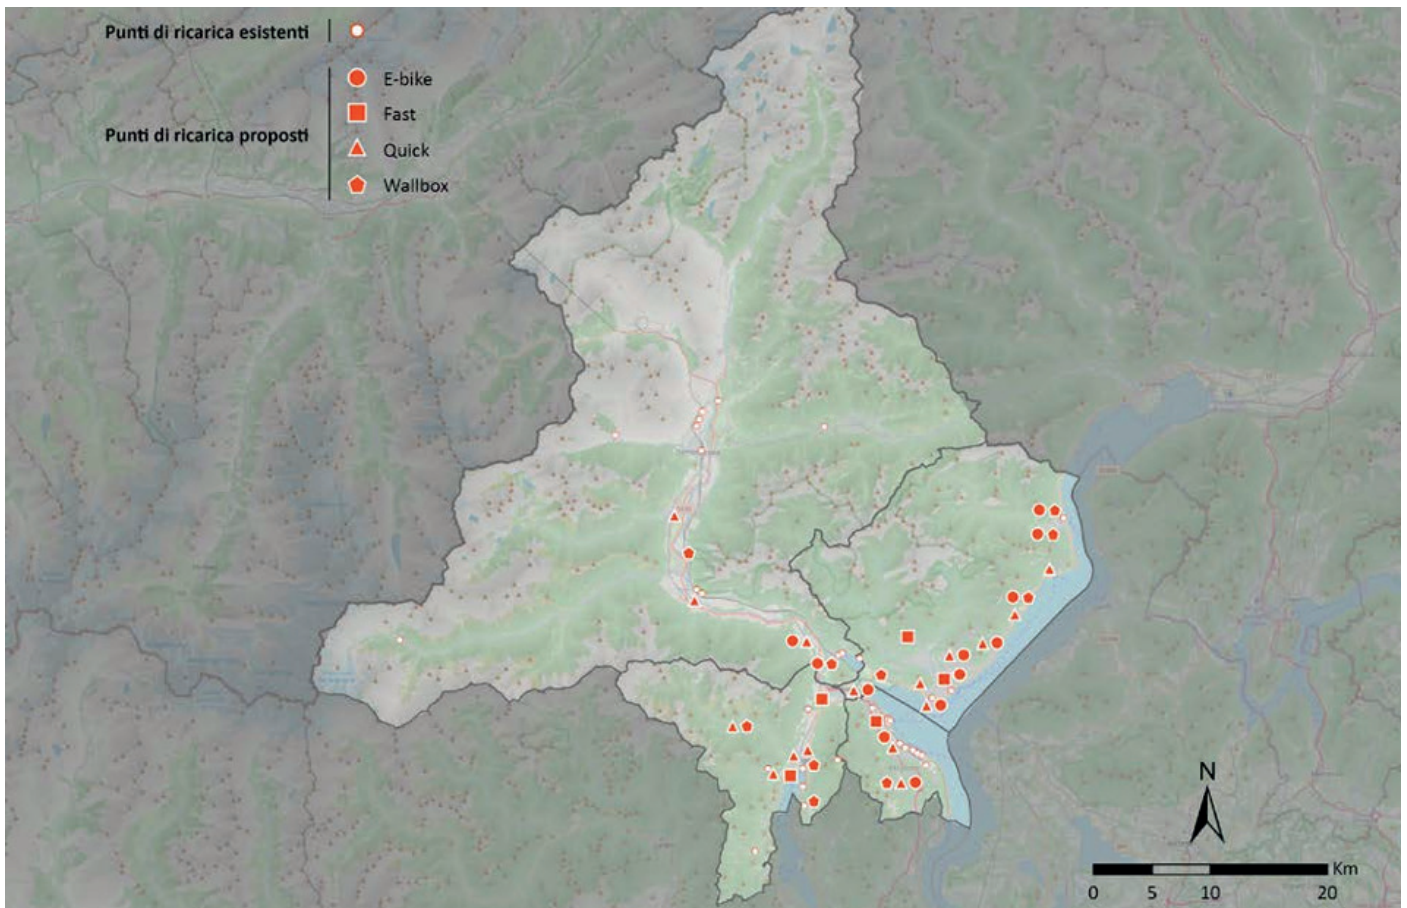 Punti di ricarica esistenti
E-bike
Fast
Punti di ricarica proposti
Quick
Wallbox
N
Km
0 5 10 20